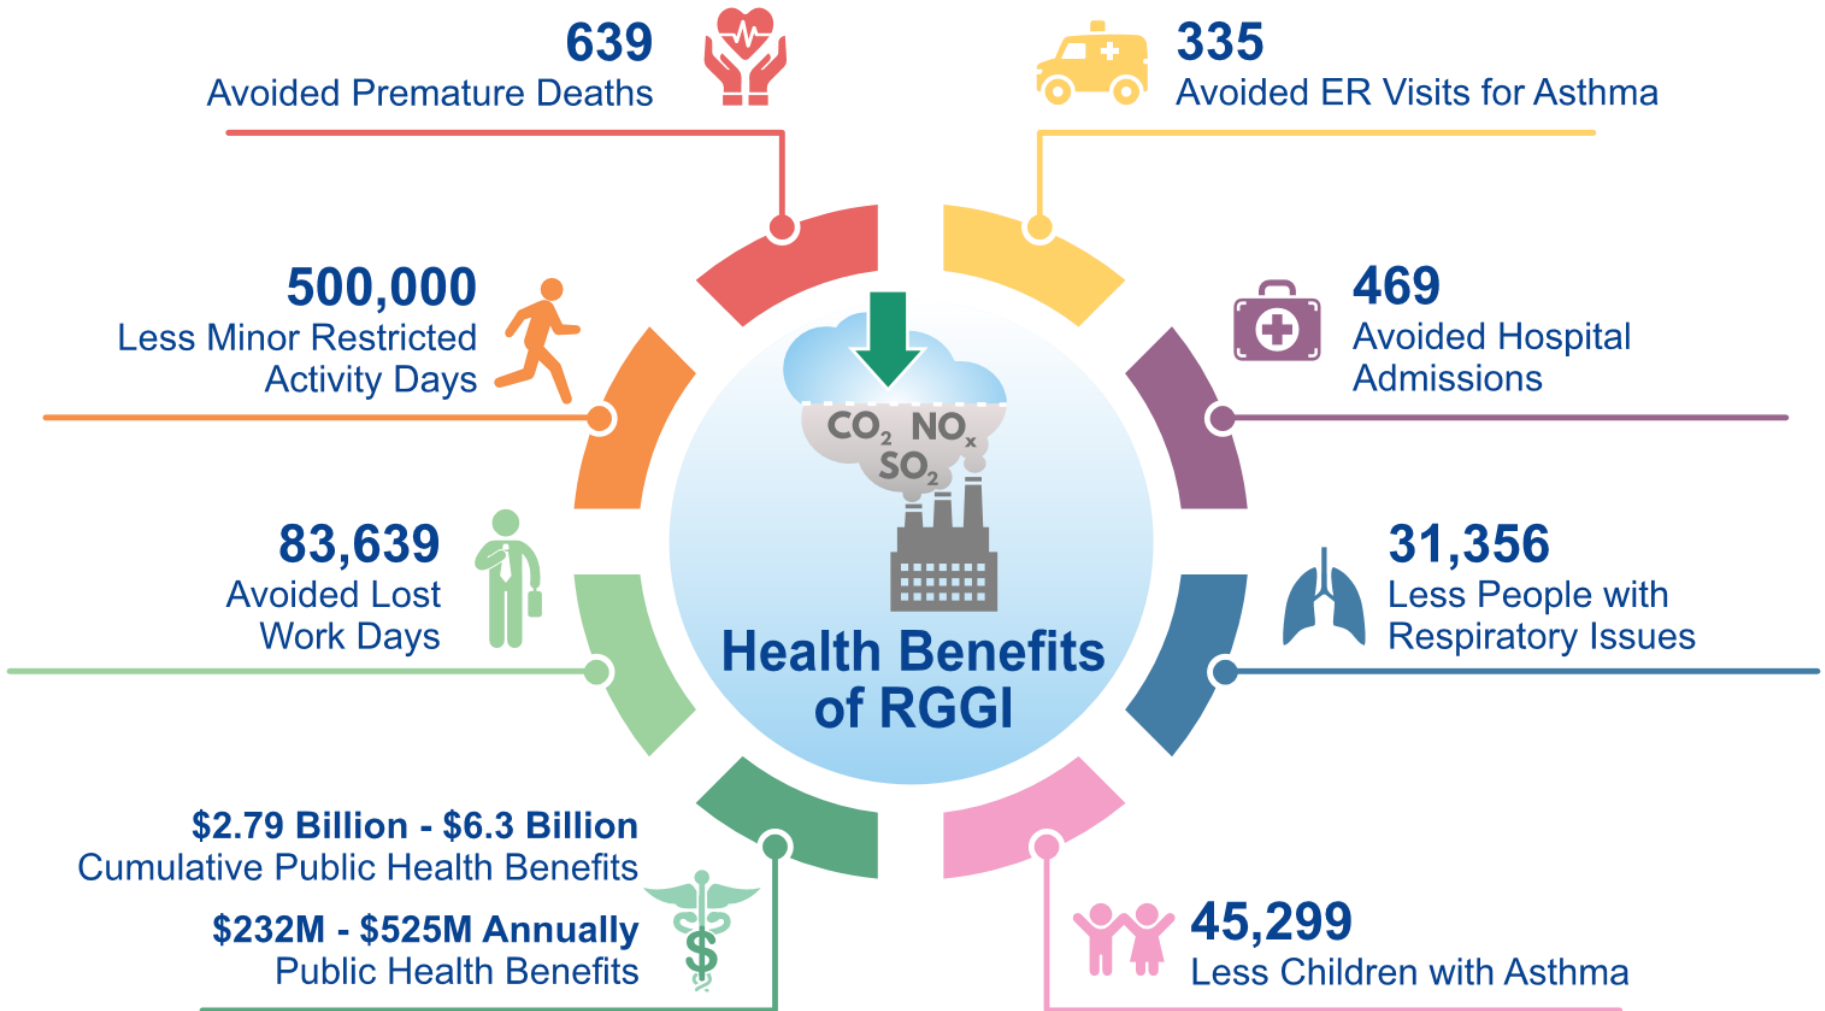 639
Avoided Premature Deaths
335
Avoided ER Visits for Asthma
500,000
Less Minor Restricted
Activity Days
469
Avoided Hospital
Admissions
CO₂ NOₓ
SO₂
83,639
Avoided Lost
Work Days
31,356
Less People with
Respiratory Issues
Health Benefits
of RGGI
$2.79 Billion - $6.3 Billion
Cumulative Public Health Benefits
$232M - $525M Annually
Public Health Benefits
$
45,299
Less Children with Asthma